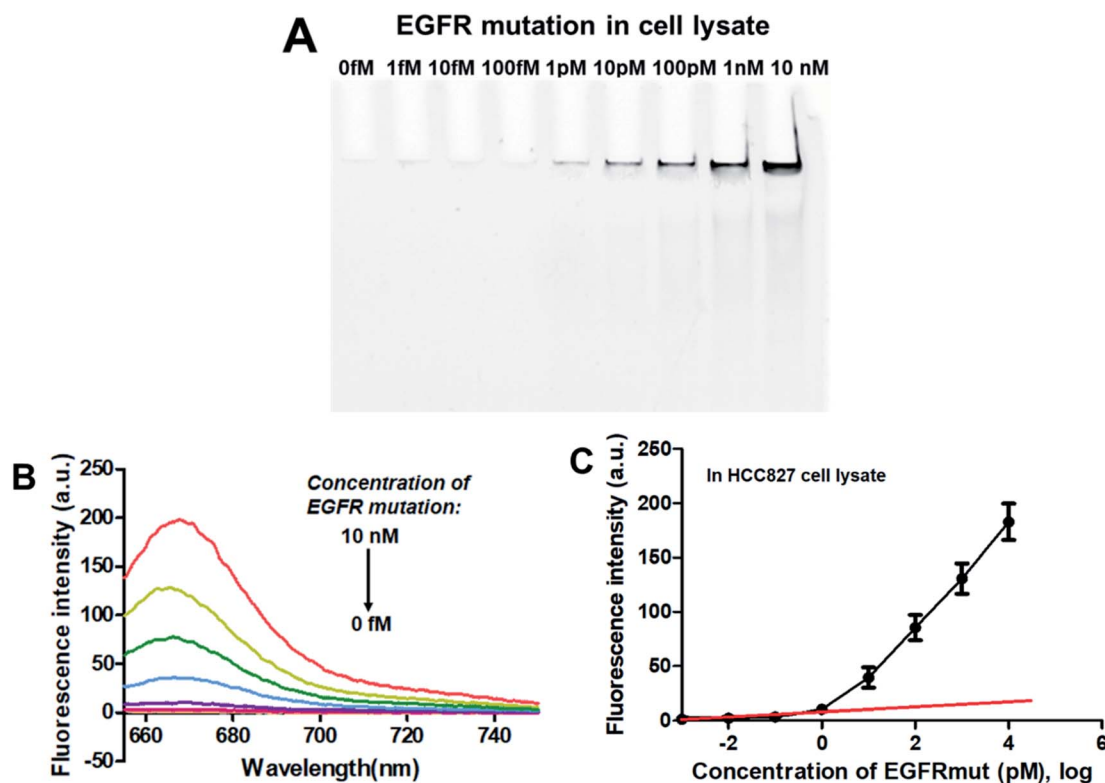 A
EGFR mutation in cell lysate
0fM 1fM 10fM 100fM 1pM 10pM 100pM 1nM 10 nM
B
Fluorescence intensity (a.u.)
250
200
150
100
50
0
-50
660 680 700 720 740
Wavelength(nm)
Concentration of
EGFR mutation:
10 nM
0 fM
C
Fluorescence intensity (a.u.)
250
200
150
100
50
0
In HCC827 cell lysate
-2 0 2 4 6
Concentration of EGFRmut (pM), log